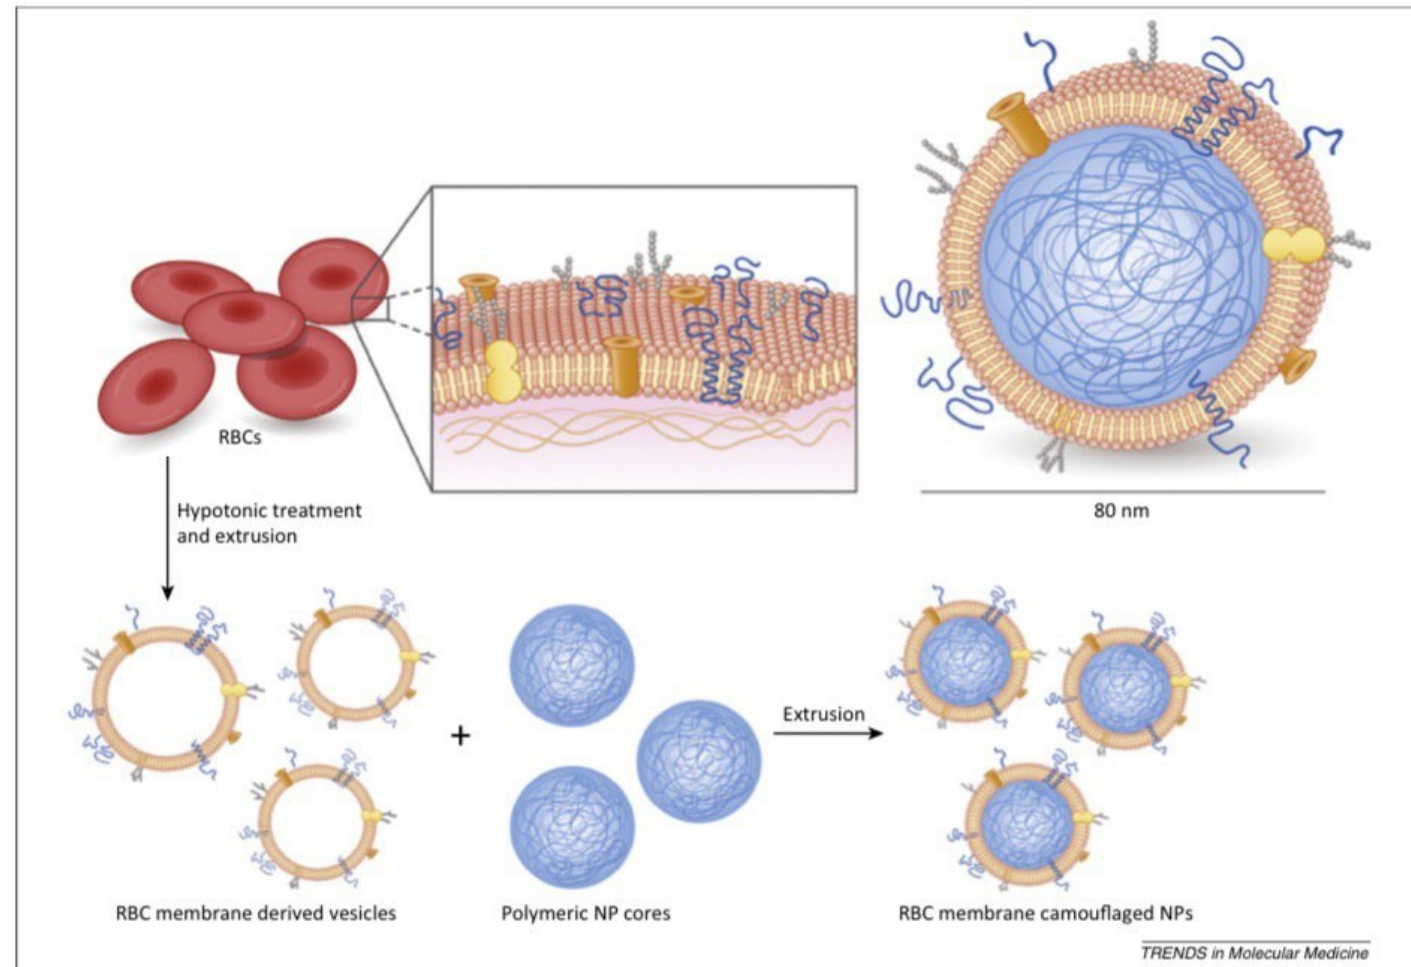 RBCs
80 nm
Hypotonic treatment
and extrusion
+
Extrusion
RBC membrane derived vesicles
Polymeric NP cores
RBC membrane camouflaged NPs
TRENDS in Molecular Medicine